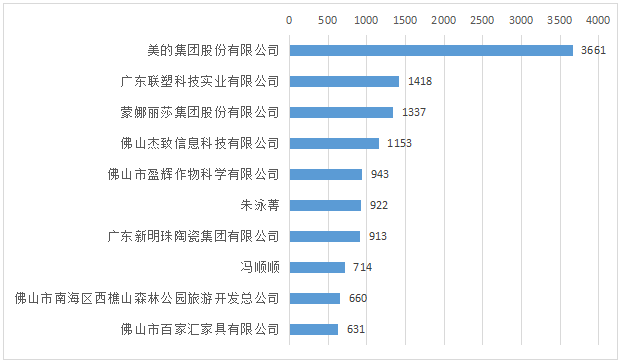 0 500 1000 1500 2000 2500 3000 3500 4000
美的集团股份有限公司 3661
广东联塑科技实业有限公司 1418
蒙娜丽莎集团股份有限公司 1337
佛山杰致信息科技有限公司 1153
佛山市盈辉作物科学有限公司 943
朱泳菁 922
广东新明珠陶瓷集团有限公司 913
冯顺顺 714
佛山市南海区西樵山森林公园旅游开发总公司 660
佛山市百家汇家具有限公司 631